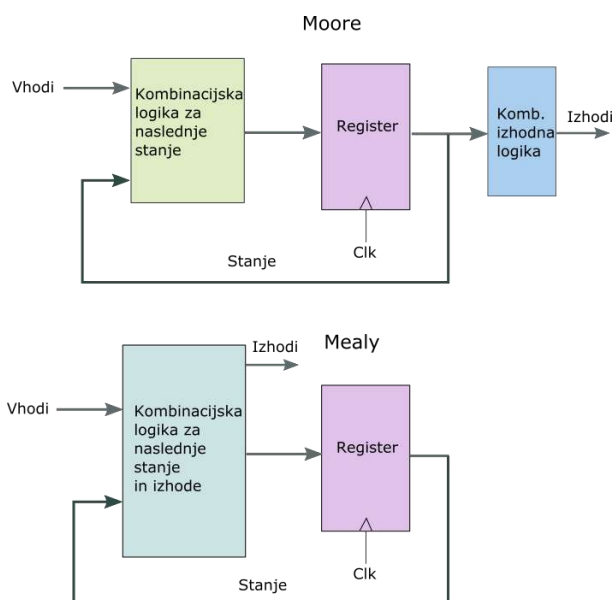 Moore
Vhodi
Kombinacijska
logika za
naslednje
stanje
Register
Clk
Komb.
izhodna
logika
Izhodi
Stanje
Mealy
Izhodi
Vhodi
Kombinacijska
logika za
naslednje
stanje
in izhode
Register
Clk
Stanje